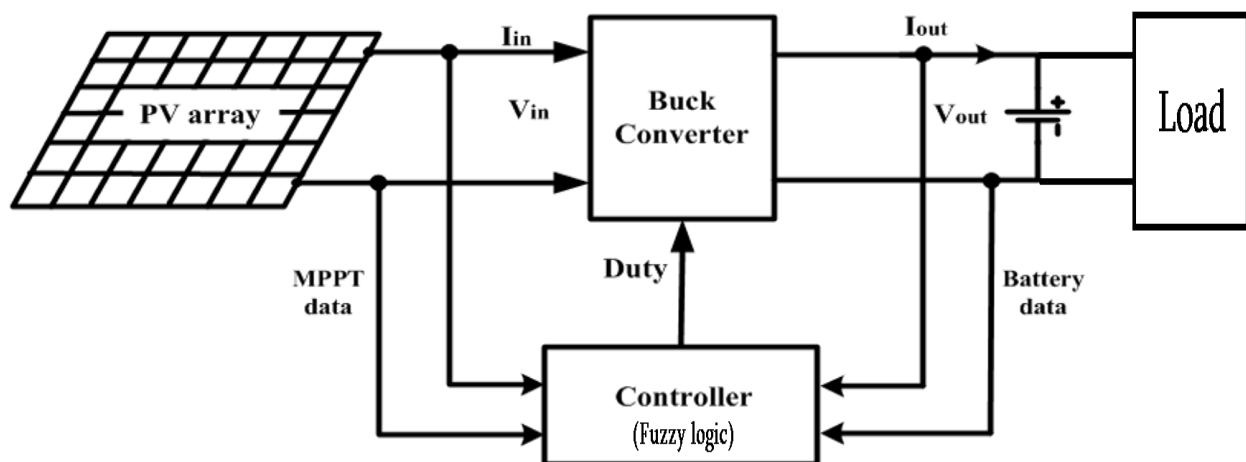 Iin
Iout
PV array
Vin
Buck
Converter
Vout
+
-
Load
MPPT
data
Duty
Battery
data
Controller
(Fuzzy logic)